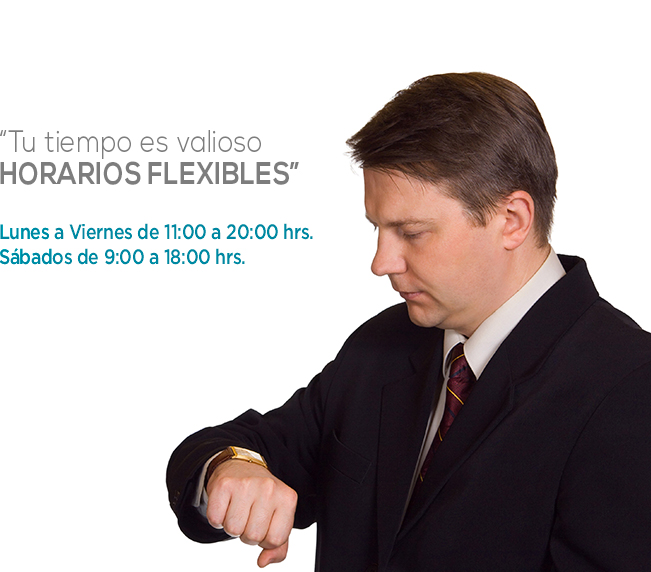 “Tu tiempo es valioso
HORARIOS FLEXIBLES”
Lunes a Viernes de 11:00 a 20:00 hrs.
Sábados de 9:00 a 18:00 hrs.